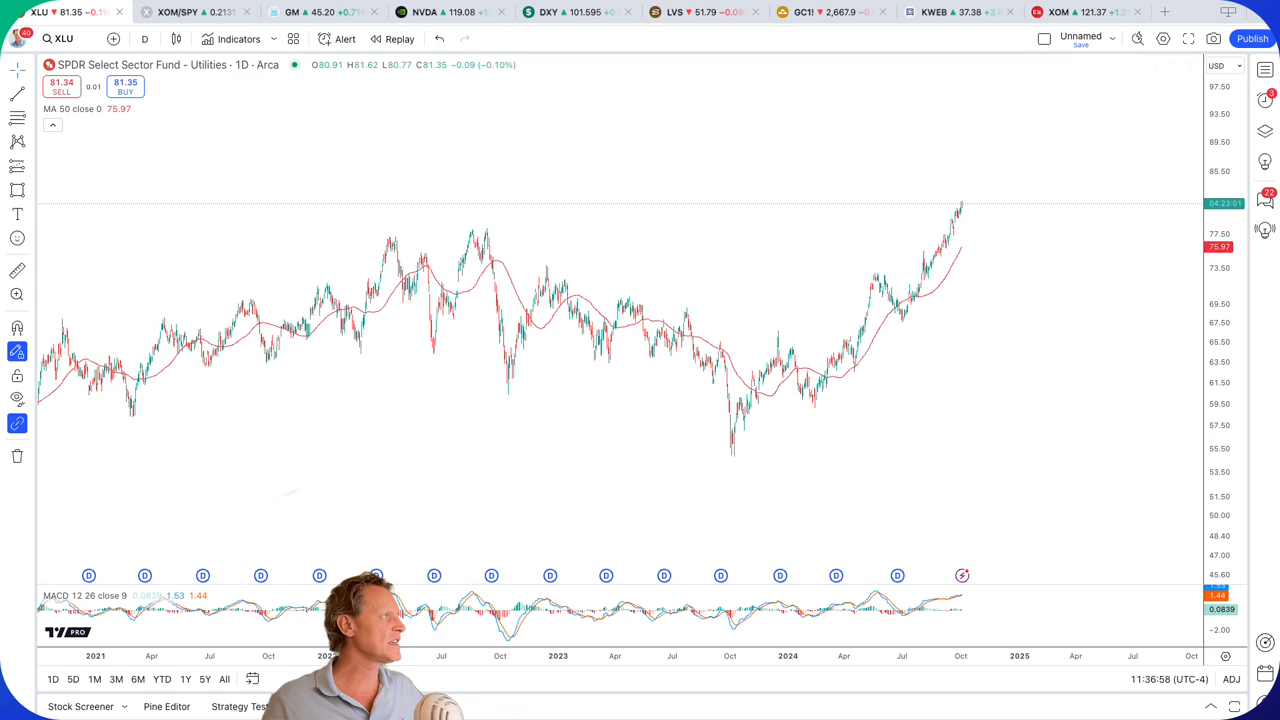 XLU ▼ 81.35 −0.1%
XOM/SPY ▲ 0.2131
GM ▲ 45.20 +0.71%
NVDA ▲ 119.08
DXY ▲ 101.595
LVS ▼ 51.79
GC1! ▼ 2,667.9
KWEB ▲ 37.38
XOM ▲ 121.37
40
XLU
D
Indicators
Alert
Replay
Unnamed
Save
Publish
SPDR Select Sector Fund - Utilities · 1D · Arca
O80.91 H81.62 L80.77 C81.35 −0.09 (−0.10%)
USD
81.34
SELL
0.01
81.35
BUY
MA 50 close 0 75.97
97.50
93.50
89.50
85.50
04:23:01
77.50
75.97
73.50
69.50
67.50
65.50
63.50
61.50
59.50
57.50
55.50
53.50
51.50
50.00
48.40
47.00
45.60
3
22
D D D D D D D D D D D D D D
MACD 12 26 close 9 0.0839 1.53 1.44
1.53
1.44
0.0839
−2.00
PRO
2021 Apr Jul Oct Jul Oct 2023 Apr Jul Oct 2024 Apr Jul Oct 2025 Apr Jul Oct
1D 5D 1M 3M 6M YTD 1Y 5Y All
11:36:58 (UTC-4) ADJ
Stock Screener Pine Editor Strategy